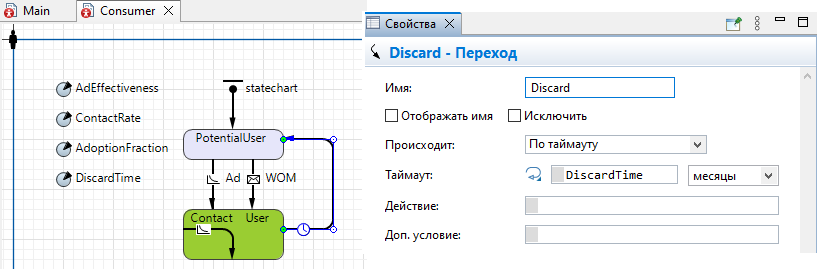 Main
Consumer
AdEffectiveness
ContactRate
AdoptionFraction
DiscardTime
statechart
PotentialUser
Ad
WOM
Contact
User
Свойства
Discard - Переход
Имя:
Discard
Отображать имя
Исключить
Происходит:
По таймауту
Таймаут:
DiscardTime
месяцы
Действие:
Доп. условие: